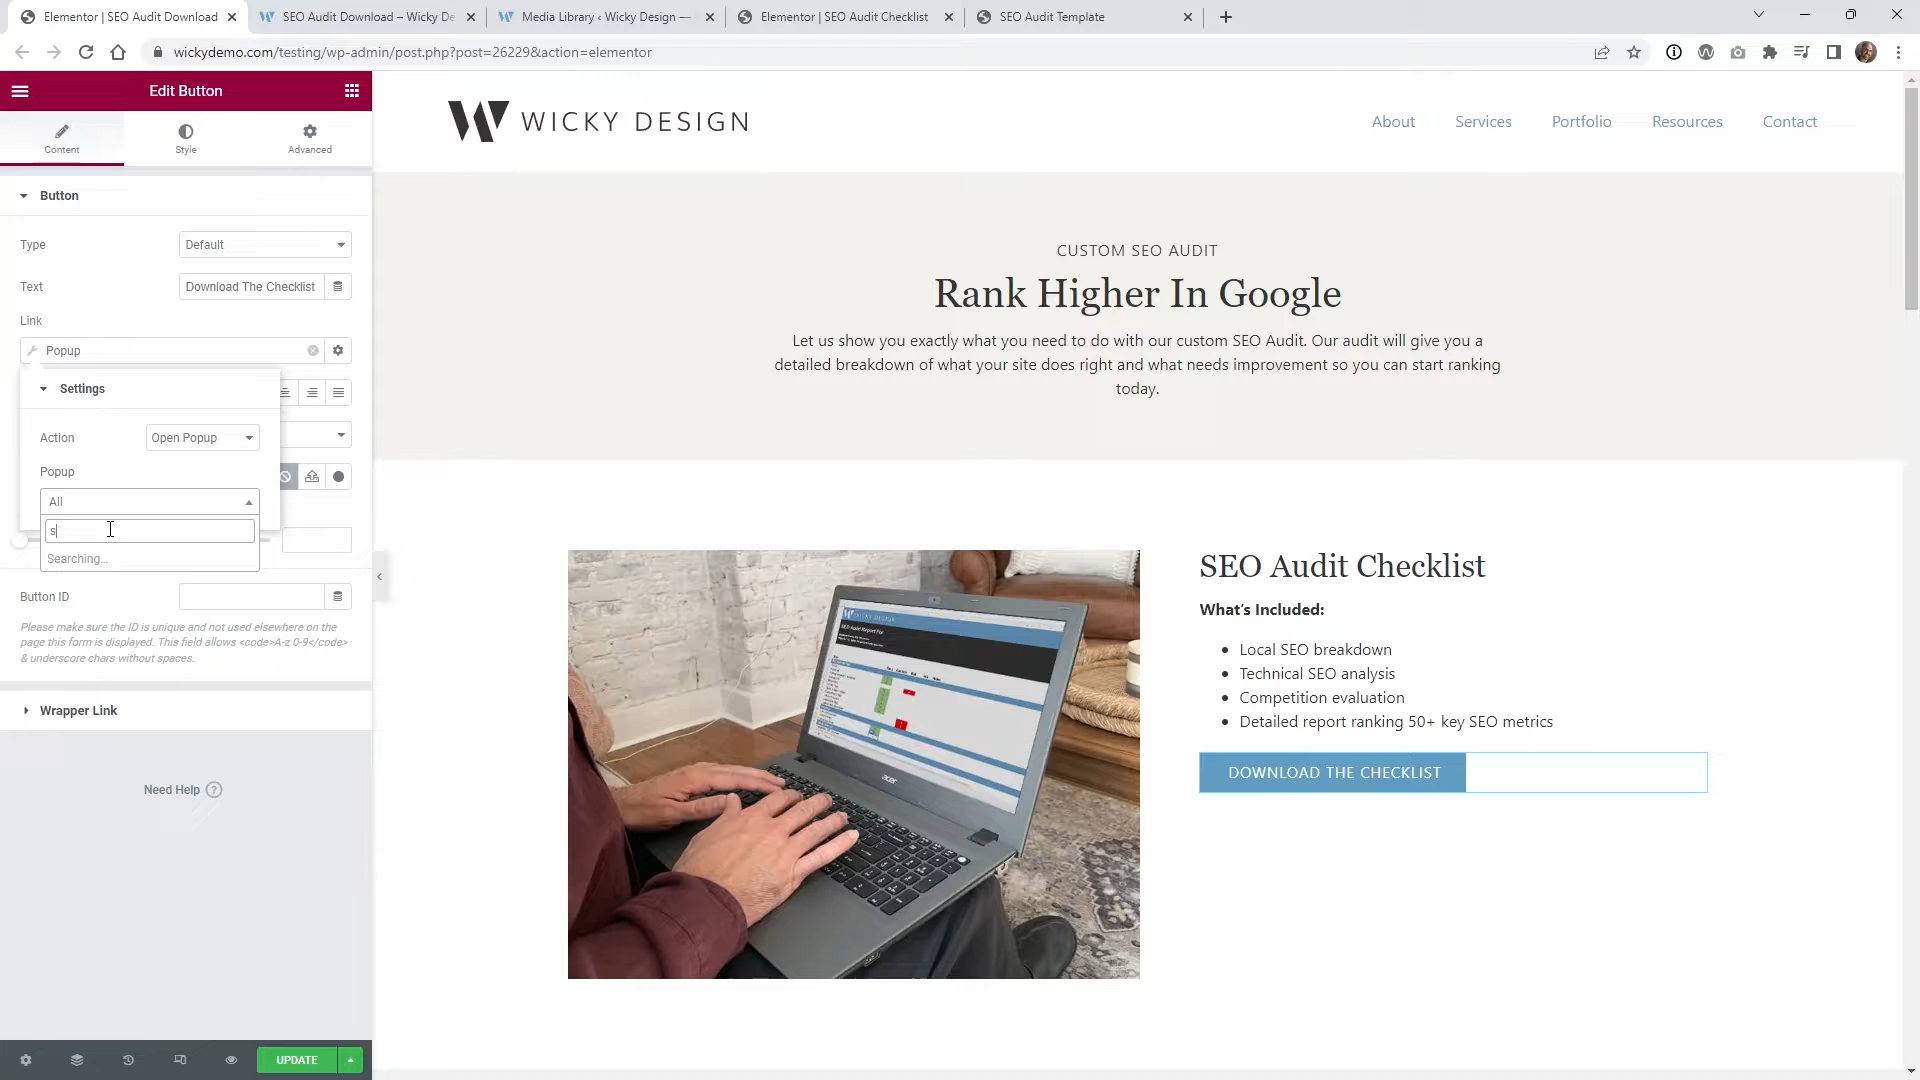 Elementor | SEO Audit Download
SEO Audit Download – Wicky De
Media Library ‹ Wicky Design —
Elementor | SEO Audit Checklist
SEO Audit Template
wickydemo.com/testing/wp-admin/post.php?post=26229&action=elementor
Edit Button
Content
Style
Advanced
Button
Type
Default
Text
Download The Checklist
Link
Popup
Settings
Action
Open Popup
Popup
All
s
Searching…
Button ID
Please make sure the ID is unique and not used elsewhere on the
page this form is displayed. This field allows <code>A-z 0-9</code>
& underscore chars without spaces.
Wrapper Link
Need Help ?
UPDATE
WICKY DESIGN
About
Services
Portfolio
Resources
Contact
CUSTOM SEO AUDIT
Rank Higher In Google
Let us show you exactly what you need to do with our custom SEO Audit. Our audit will give you a
detailed breakdown of what your site does right and what needs improvement so you can start ranking
today.
WICKY DESIGN
SEO Audit Report For
acer
SEO Audit Checklist
What's Included:
• Local SEO breakdown
• Technical SEO analysis
• Competition evaluation
• Detailed report ranking 50+ key SEO metrics
DOWNLOAD THE CHECKLIST